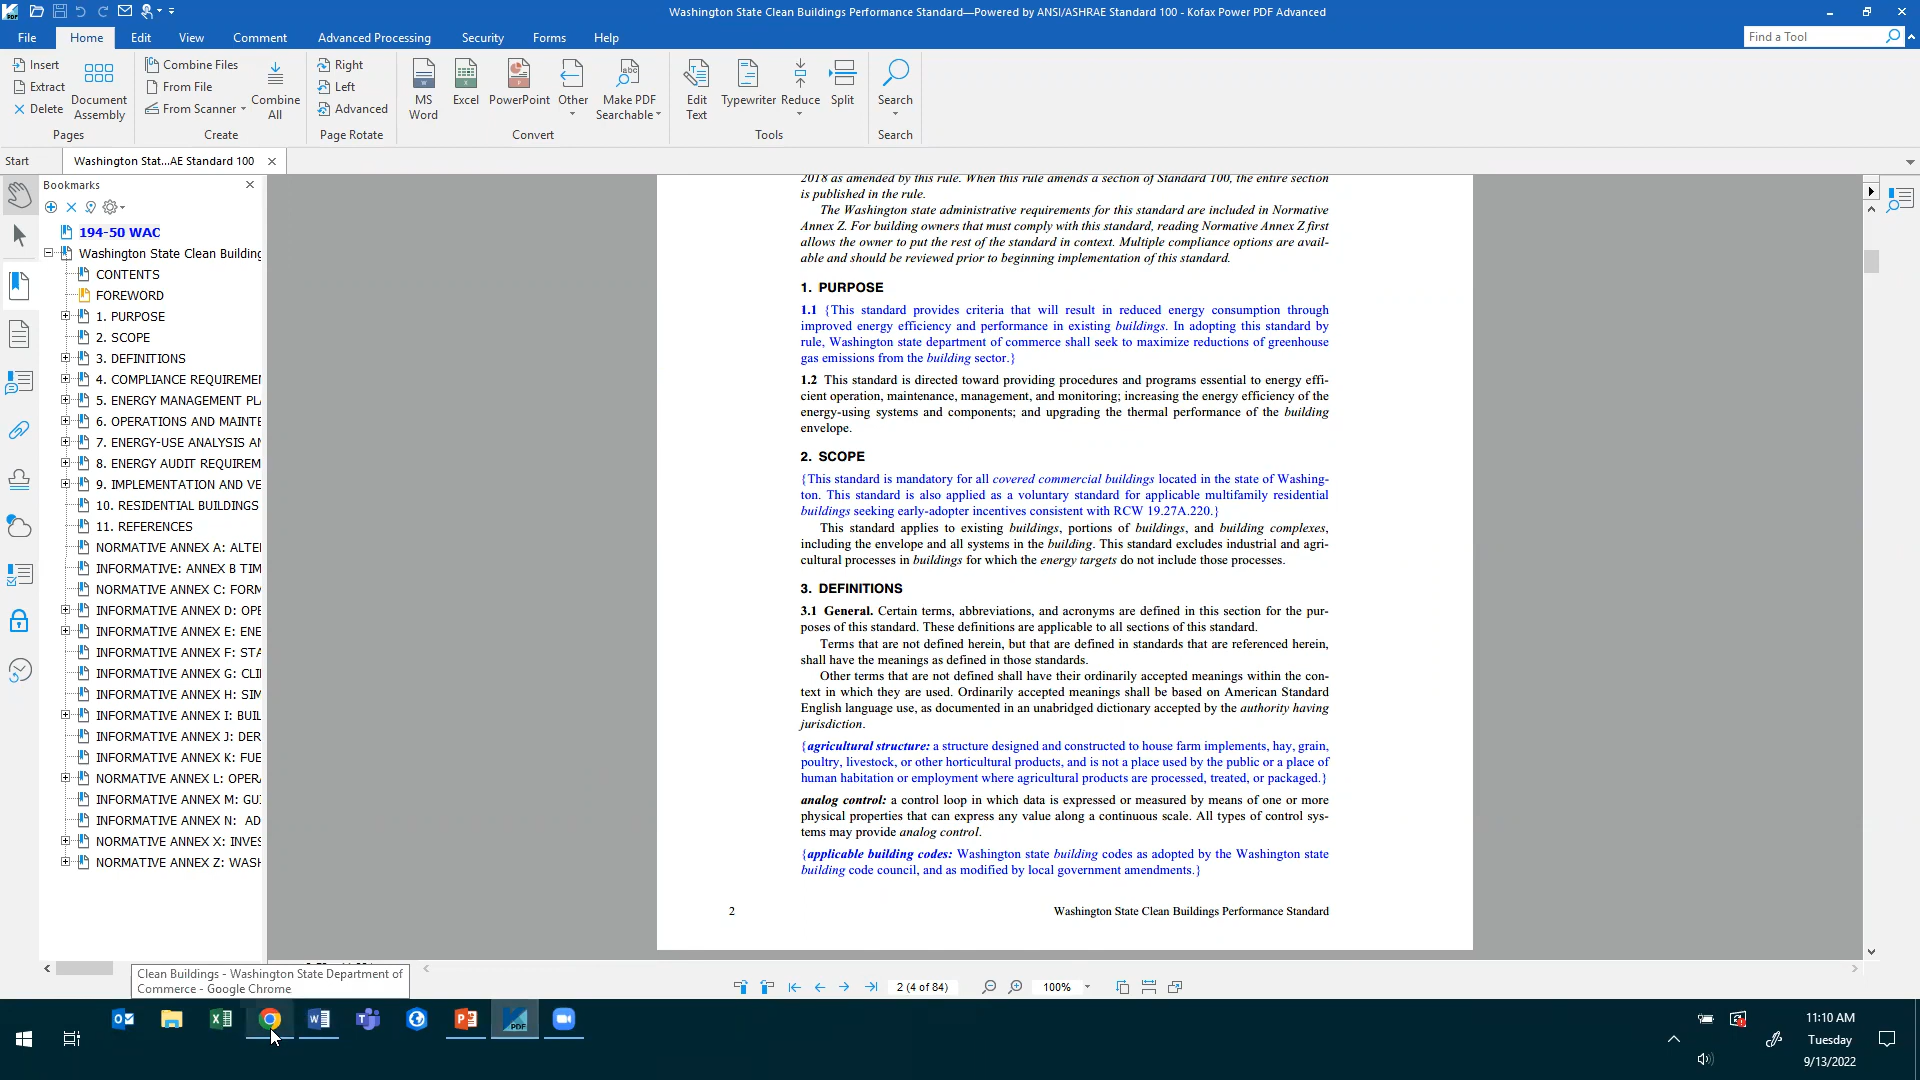 Washington State Clean Buildings Performance Standard—Powered by ANSI/ASHRAE Standard 100 - Kofax Power PDF Advanced
File Home Edit View Comment Advanced Processing Security Forms Help
Find a Tool
Insert
Extract
Delete
Document
Assembly
Pages
Combine Files
From File
From Scanner
Combine
All
Create
Right
Left
Advanced
Page Rotate
MS
Word
Excel
PowerPoint
Other
Make PDF
Searchable
Convert
Edit
Text
Typewriter
Reduce
Split
Tools
Search
Search
Start
Washington Stat...AE Standard 100
Bookmarks
194-50 WAC
Washington State Clean Building
CONTENTS
FOREWORD
1. PURPOSE
2. SCOPE
3. DEFINITIONS
4. COMPLIANCE REQUIREMEN
5. ENERGY MANAGEMENT PL
6. OPERATIONS AND MAINTE
7. ENERGY-USE ANALYSIS AN
8. ENERGY AUDIT REQUIREM
9. IMPLEMENTATION AND VE
10. RESIDENTIAL BUILDINGS
11. REFERENCES
NORMATIVE ANNEX A: ALTE
INFORMATIVE: ANNEX B TIM
NORMATIVE ANNEX C: FORM
INFORMATIVE ANNEX D: OPE
INFORMATIVE ANNEX E: ENE
INFORMATIVE ANNEX F: STA
INFORMATIVE ANNEX G: CLI
INFORMATIVE ANNEX H: SIM
INFORMATIVE ANNEX I: BUIL
INFORMATIVE ANNEX J: DER
INFORMATIVE ANNEX K: FUE
NORMATIVE ANNEX L: OPER
INFORMATIVE ANNEX M: GUI
INFORMATIVE ANNEX N: AD
NORMATIVE ANNEX X: INVES
NORMATIVE ANNEX Z: WASH
2018 as amended by this rule. When this rule amends a section of Standard 100, the entire section
is published in the rule.
The Washington state administrative requirements for this standard are included in Normative
Annex Z. For building owners that must comply with this standard, reading Normative Annex Z first
allows the owner to put the rest of the standard in context. Multiple compliance options are avail-
able and should be reviewed prior to beginning implementation of this standard.
1. PURPOSE
1.1 {This standard provides criteria that will result in reduced energy consumption through
improved energy efficiency and performance in existing buildings. In adopting this standard by
rule, Washington state department of commerce shall seek to maximize reductions of greenhouse
gas emissions from the building sector.}
1.2 This standard is directed toward providing procedures and programs essential to energy effi-
cient operation, maintenance, management, and monitoring; increasing the energy efficiency of the
energy-using systems and components; and upgrading the thermal performance of the building
envelope.
2. SCOPE
{This standard is mandatory for all covered commercial buildings located in the state of Washing-
ton. This standard is also applied as a voluntary standard for applicable multifamily residential
buildings seeking early-adopter incentives consistent with RCW 19.27A.220.}
This standard applies to existing buildings, portions of buildings, and building complexes,
including the envelope and all systems in the building. This standard excludes industrial and agri-
cultural processes in buildings for which the energy targets do not include those processes.
3. DEFINITIONS
3.1 General. Certain terms, abbreviations, and acronyms are defined in this section for the pur-
poses of this standard. These definitions are applicable to all sections of this standard.
Terms that are not defined herein, but that are defined in standards that are referenced herein,
shall have the meanings as defined in those standards.
Other terms that are not defined shall have their ordinarily accepted meanings within the con-
text in which they are used. Ordinarily accepted meanings shall be based on American Standard
English language use, as documented in an unabridged dictionary accepted by the authority having
jurisdiction.
{agricultural structure: a structure designed and constructed to house farm implements, hay, grain,
poultry, livestock, or other horticultural products, and is not a place used by the public or a place of
human habitation or employment where agricultural products are processed, treated, or packaged.}
analog control: a control loop in which data is expressed or measured by means of one or more
physical properties that can express any value along a continuous scale. All types of control sys-
tems may provide analog control.
{applicable building codes: Washington state building codes as adopted by the Washington state
building code council, and as modified by local government amendments.}
2 Washington State Clean Buildings Performance Standard
Clean Buildings - Washington State Department of
Commerce - Google Chrome
2 (4 of 84)
100%
11:10 AM
Tuesday
9/13/2022